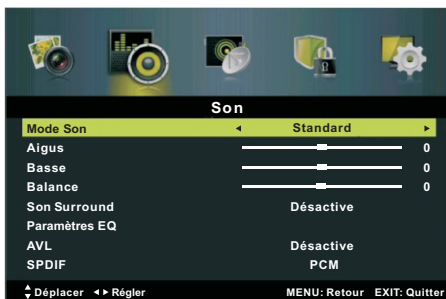 Son
Mode Son Standard
Aigus 0
Basse 0
Balance 0
Son Surround Désactive
Paramètres EQ
AVL Désactive
SPDIF PCM
Déplacer Régler MENU: Retour EXIT: Quitter